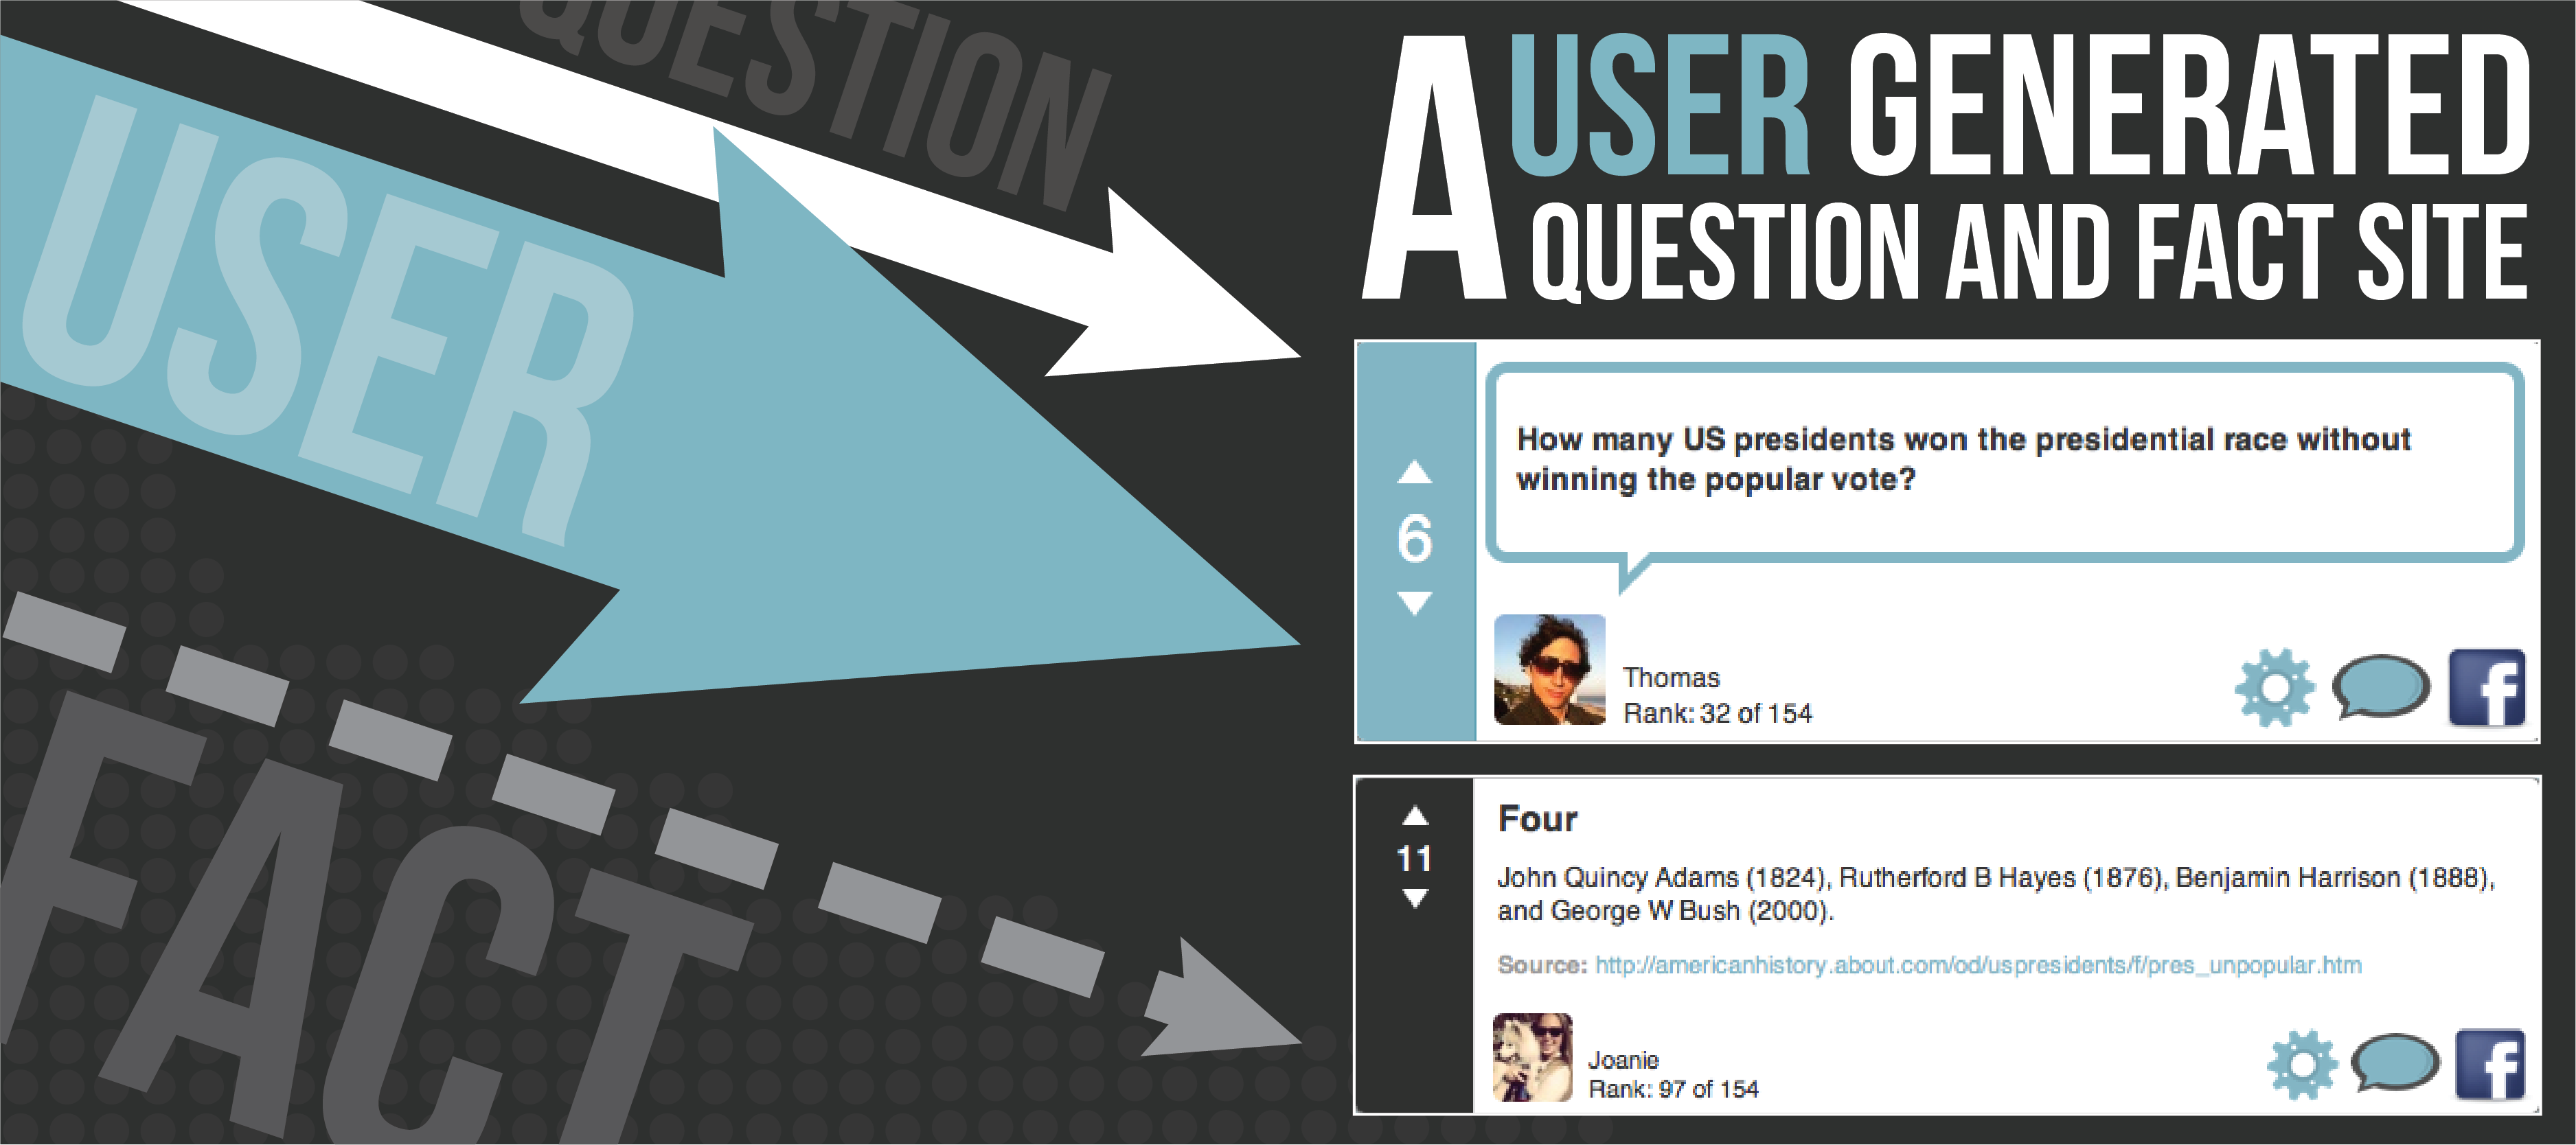 QUESTION
USER
FACT
A USER GENERATED
QUESTION AND FACT SITE
How many US presidents won the presidential race without
winning the popular vote?
6
Thomas
Rank: 32 of 154
f
Four
11
John Quincy Adams (1824), Rutherford B Hayes (1876), Benjamin Harrison (1888),
and George W Bush (2000).
Source: http://americanhistory.about.com/od/uspresidents/f/pres_unpopular.htm
Joanie
Rank: 97 of 154
f